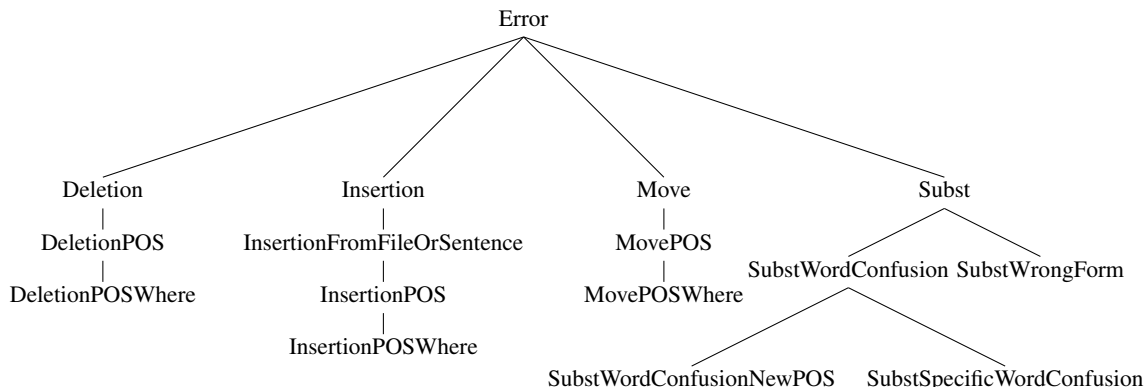 Error
Deletion Insertion Move Subst
DeletionPOS InsertionFromFileOrSentence MovePOS
SubstWordConfusion SubstWrongForm
DeletionPOSWhere InsertionPOS MovePOSWhere
InsertionPOSWhere
SubstWordConfusionNewPOS SubstSpecificWordConfusion